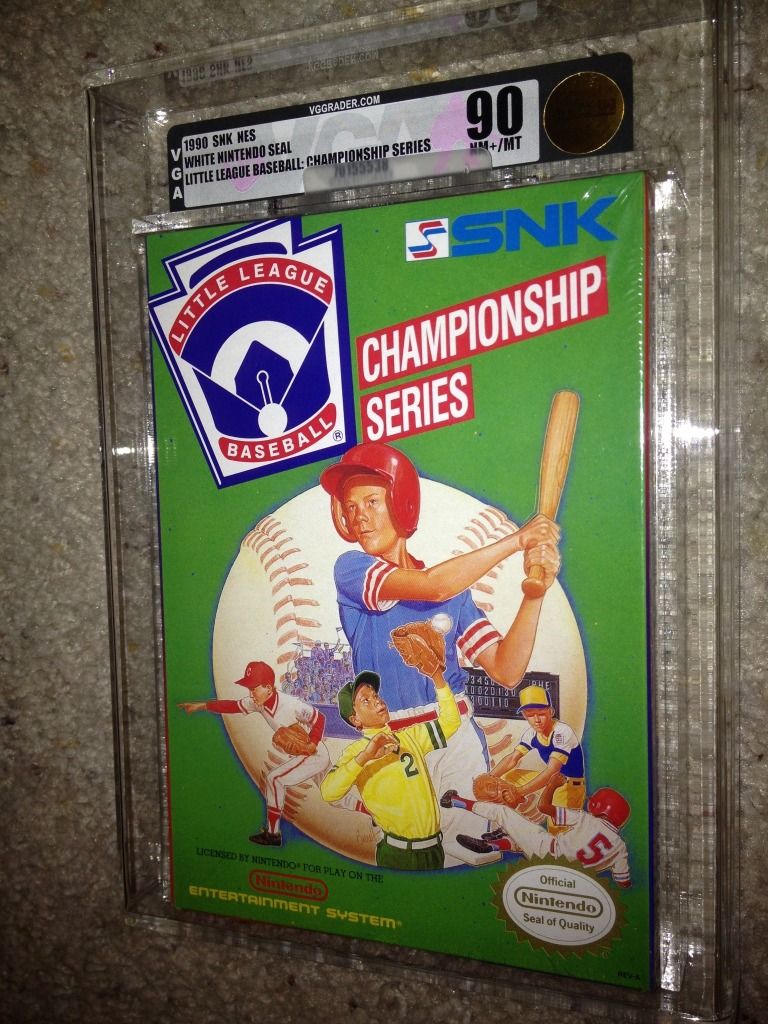 VGGRADER.COM
VGA
1990 SNK NES
WHITE NINTENDO SEAL
LITTLE LEAGUE BASEBALL: CHAMPIONSHIP SERIES
90
NM+/MT
SNK
LITTLE LEAGUE
BASEBALL®
CHAMPIONSHIP
SERIES
2
5
LICENSED BY NINTENDO® FOR PLAY ON THE
Nintendo
ENTERTAINMENT SYSTEM®
Official
Nintendo
Seal of Quality
REV-A